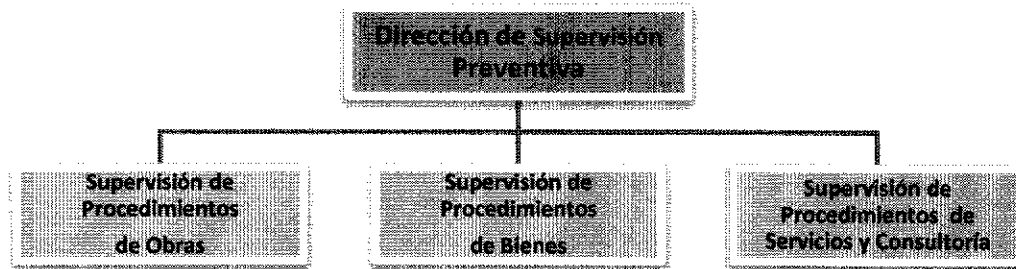 Dirección de Supervisión
Preventiva
Supervisión de
Procedimientos
de Obras
Supervisión de
Procedimientos
de Bienes
Supervisión de
Procedimientos de
Servicios y Consultoría